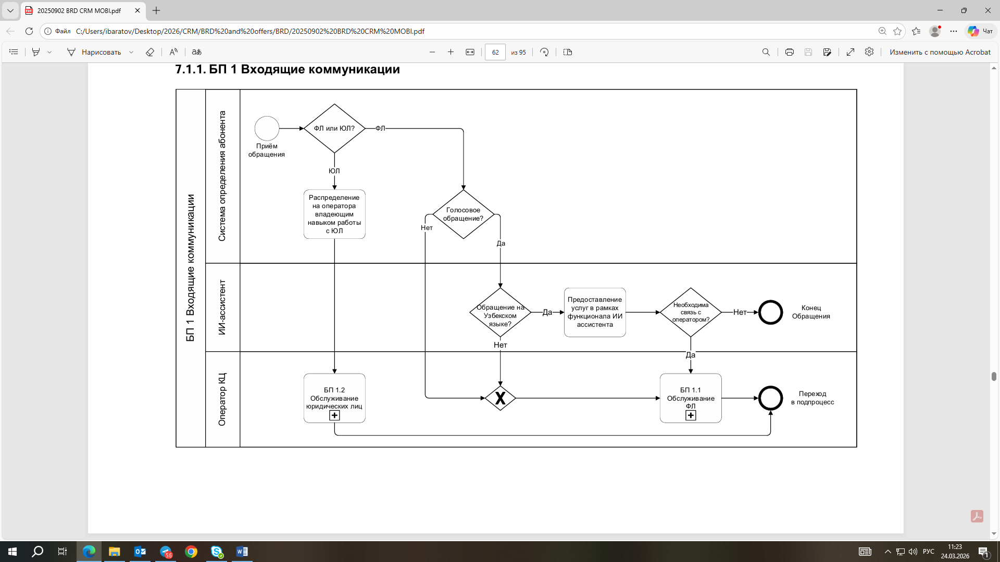 20250902 BRD CRM MOBI.pdf
Файл
C:/Users/ibaratov/Desktop/2026/CRM/BRD%20and%20offers/BRD/20250902%20BRD%20CRM%20MOBI.pdf
Чат
Нарисовать
62
из 95
Изменить с помощью Acrobat
7.1.1. БП 1 Входящие коммуникации
БП 1 Входящие коммуникации
Система определения абонента
Приём
обращения
ФЛ или ЮЛ?
ФЛ
ЮЛ
Распределение
на оператора
владеющим
навыком работы
с ЮЛ
Голосовое
обращение?
Нет
Да
ИИ-ассистент
Обращение на
Узбекском
языке?
Да
Предоставление
услуг в рамках
функционала ИИ
ассистента
Необходима
связь с
оператором?
Нет
Конец
Обращения
Нет
Да
Оператор КЦ
БП 1.2
Обслуживание
юридических лиц
X
БП 1.1
Обслуживание
ФЛ
Переход
в подпроцесс
56
РУС
11:23
24.03.2026
1